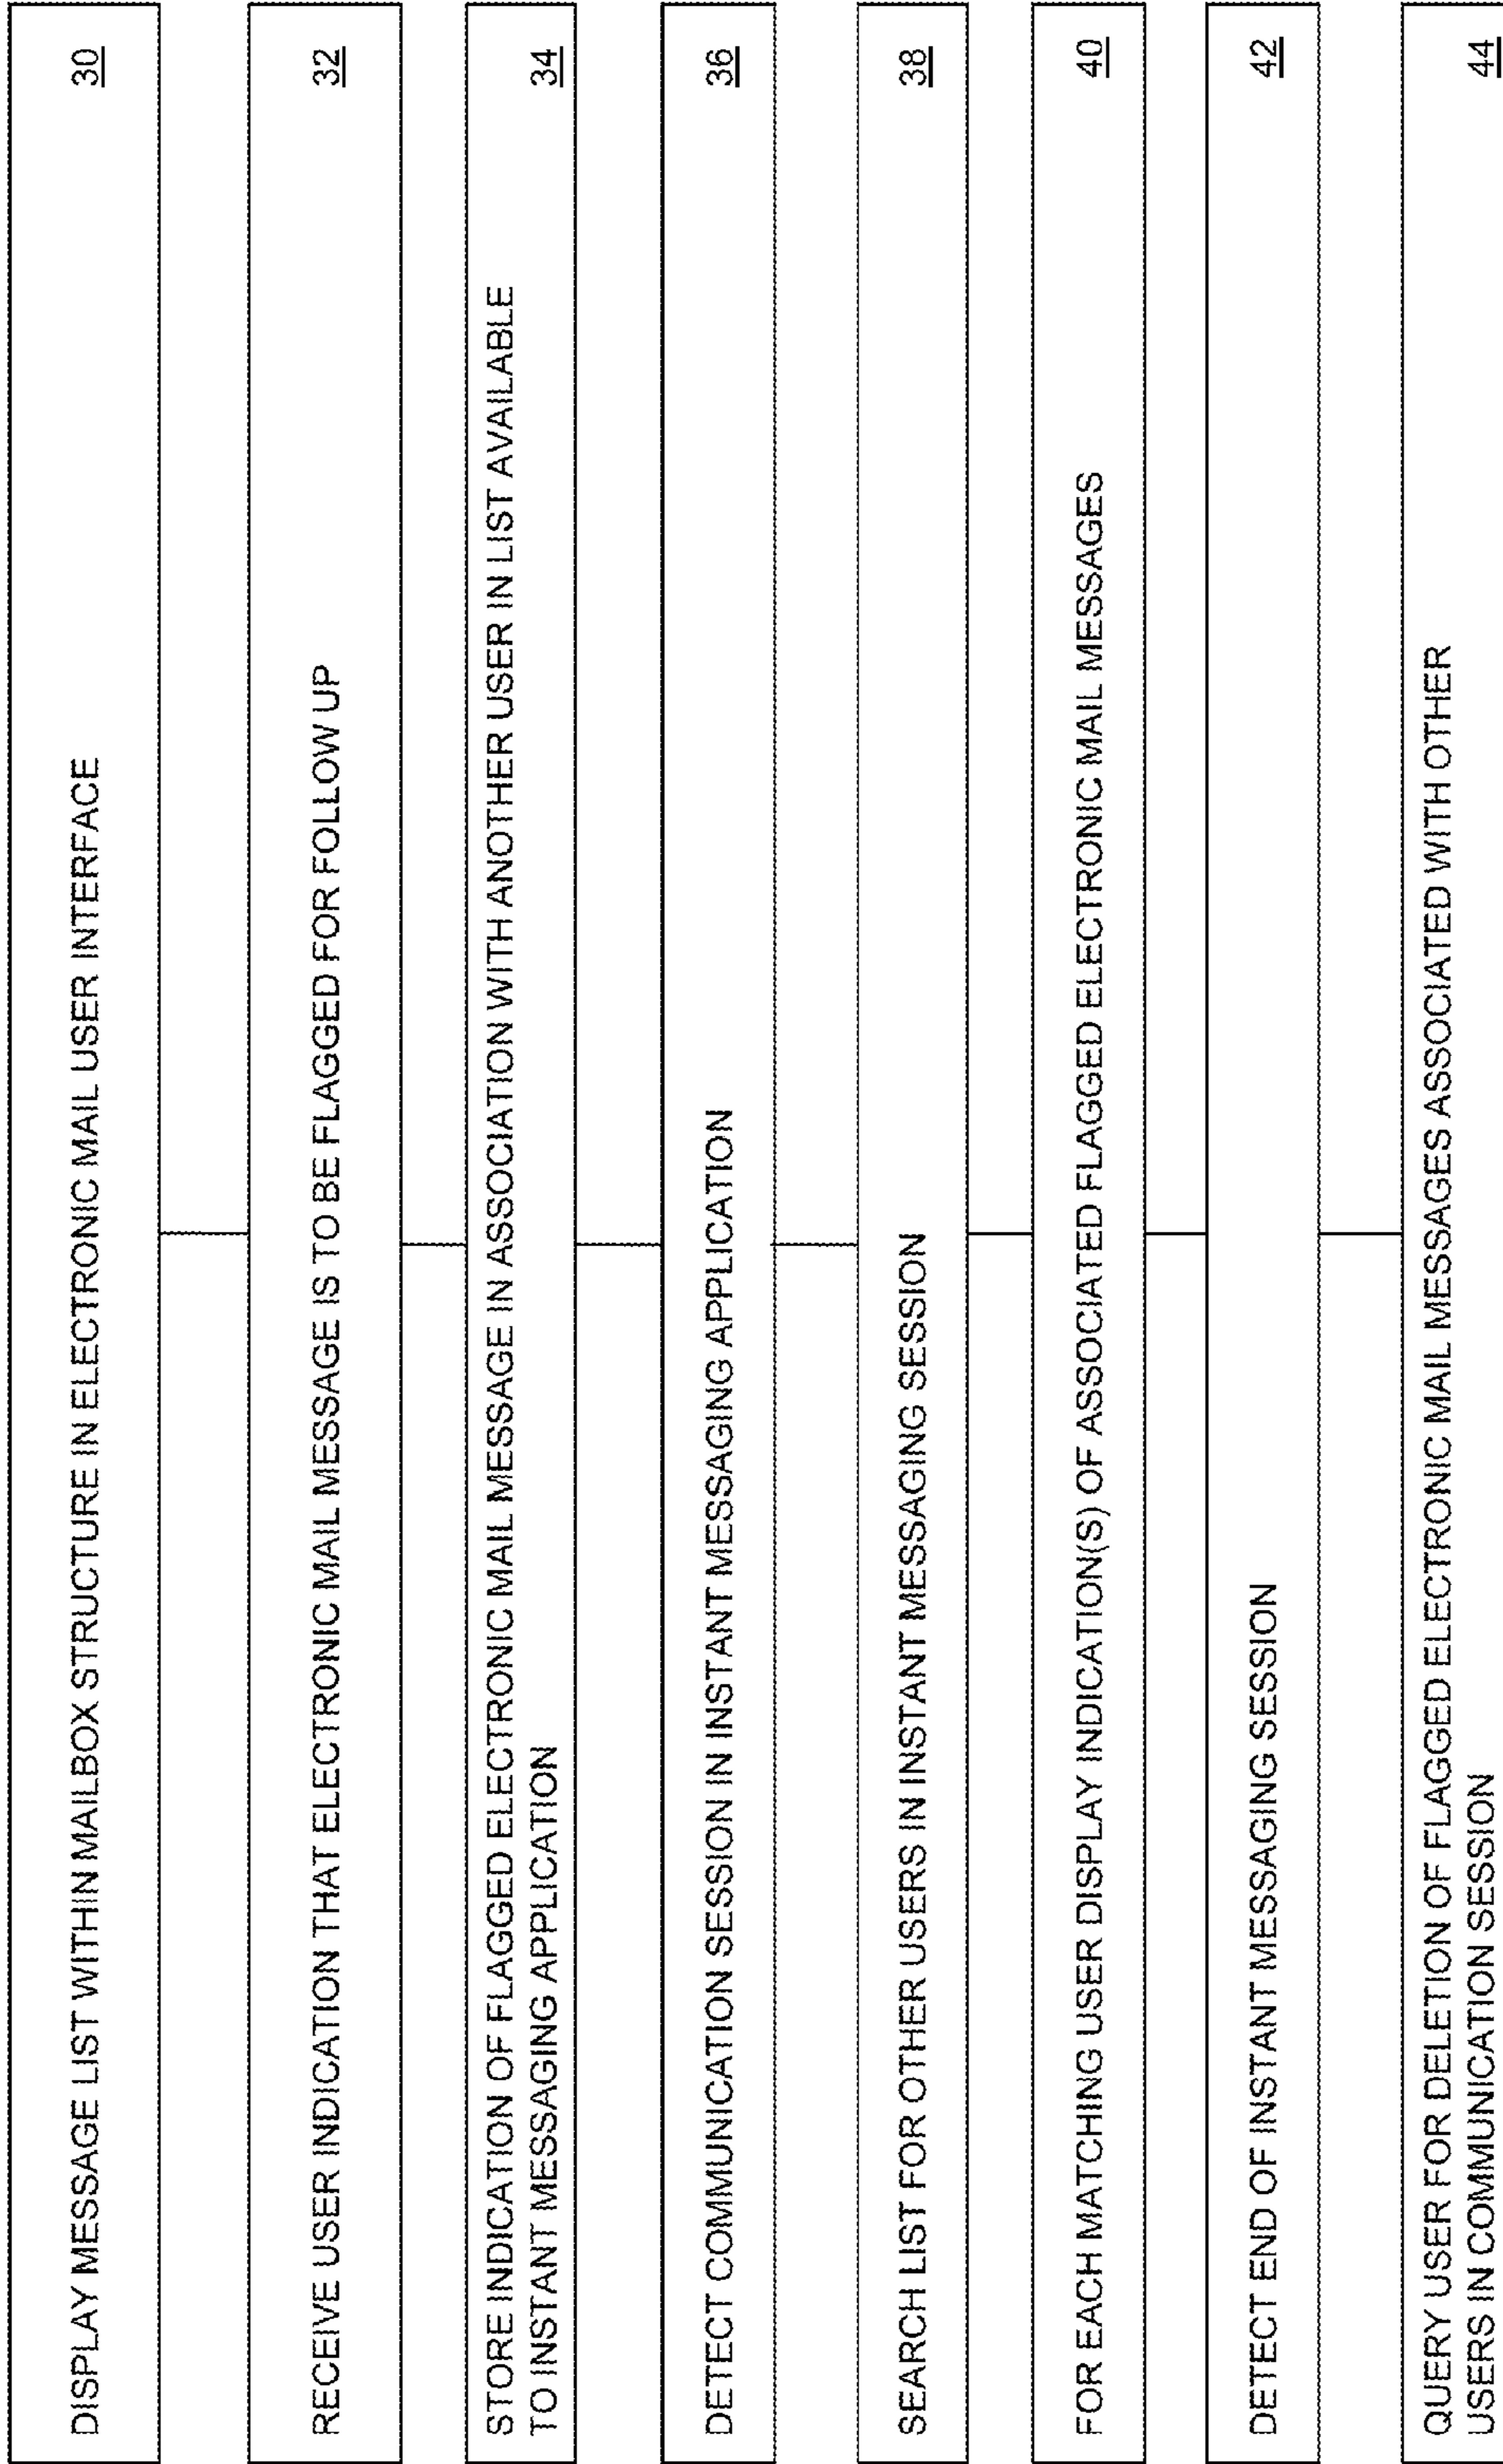 DISPLAY MESSAGE LIST WITHIN MAILBOX STRUCTURE IN ELECTRONIC MAIL USER INTERFACE 30
RECEIVE USER INDICATION THAT ELECTRONIC MAIL MESSAGE IS TO BE FLAGGED FOR FOLLOW UP 32
STORE INDICATION OF FLAGGED ELECTRONIC MAIL MESSAGE IN ASSOCIATION WITH ANOTHER USER IN LIST AVAILABLE
TO INSTANT MESSAGING APPLICATION 34
DETECT COMMUNICATION SESSION IN INSTANT MESSAGING APPLICATION 36
SEARCH LIST FOR OTHER USERS IN INSTANT MESSAGING SESSION 38
FOR EACH MATCHING USER DISPLAY INDICATION(S) OF ASSOCIATED FLAGGED ELECTRONIC MAIL MESSAGES 40
DETECT END OF INSTANT MESSAGING SESSION 42
QUERY USER FOR DELETION OF FLAGGED ELECTRONIC MAIL MESSAGES ASSOCIATED WITH OTHER
USERS IN COMMUNICATION SESSION 44